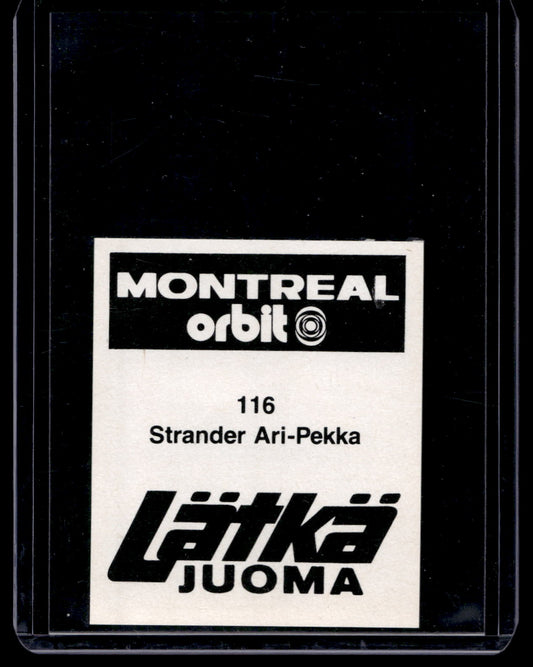 MONTREAL
orbit
116
Strander Ari-Pekka
Lätkä
JUOMA